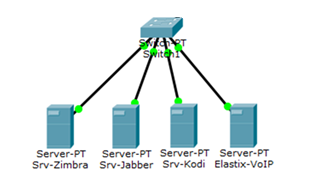 Switch-PT
Switch1
Server-PT
Srv-Zimbra
Server-PT
Srv-Jabber
Server-PT
Srv-Kodi
Server-PT
Elastix-VoIP